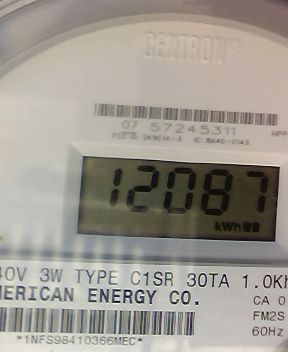 CENTRON®
07 57245311
12087
kWh
40V 3W TYPE C1SR 30TA 1.0Kh
MERICAN ENERGY CO.
CA 0
FM2S
60Hz
*1NFS98410366MEC*